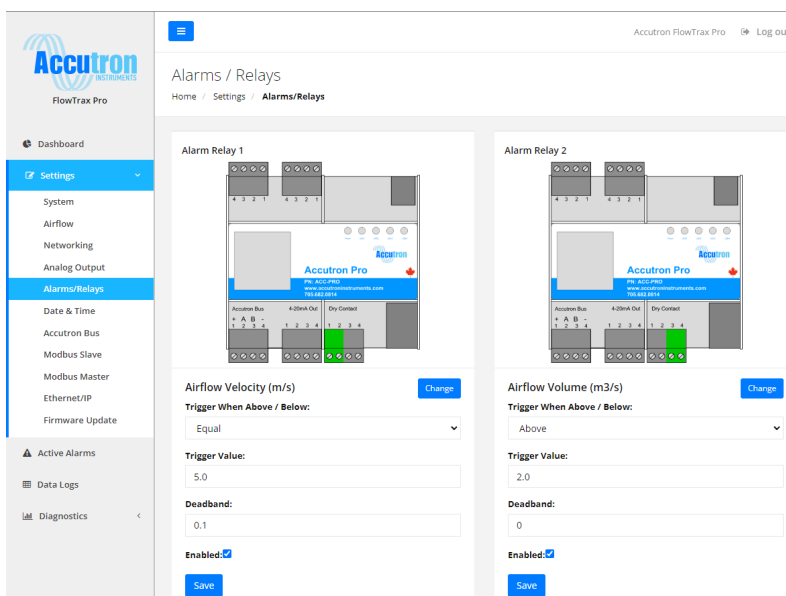 Accutron
INSTRUMENTS
FlowTrax Pro
Dashboard
Settings
System
Airflow
Networking
Analog Output
Alarms/Relays
Date & Time
Accutron Bus
Modbus Slave
Modbus Master
Ethernet/IP
Firmware Update
Active Alarms
Data Logs
Diagnostics
Accutron FlowTrax Pro Log ou
Alarms / Relays
Home / Settings / Alarms/Relays
Alarm Relay 1
4 3 2 1 4 3 2 1
Accutron
Accutron Pro
PN: ACC-PRO
www.accutroninstruments.com
705.682.0814
Accutron Bus 4-20mA Out Dry Contact
+ A B -
1 2 3 4 1 2 3 4 1 2 3 4
Airflow Velocity (m/s) Change
Trigger When Above / Below:
Equal
Trigger Value:
5.0
Deadband:
0.1
Enabled:
Save
Alarm Relay 2
4 3 2 1 4 3 2 1
Accutron
Accutron Pro
PN: ACC-PRO
www.accutroninstruments.com
705.682.0814
Accutron Bus 4-20mA Out Dry Contact
+ A B -
1 2 3 4 1 2 3 4 1 2 3 4
Airflow Volume (m3/s) Change
Trigger When Above / Below:
Above
Trigger Value:
2.0
Deadband:
0
Enabled:
Save